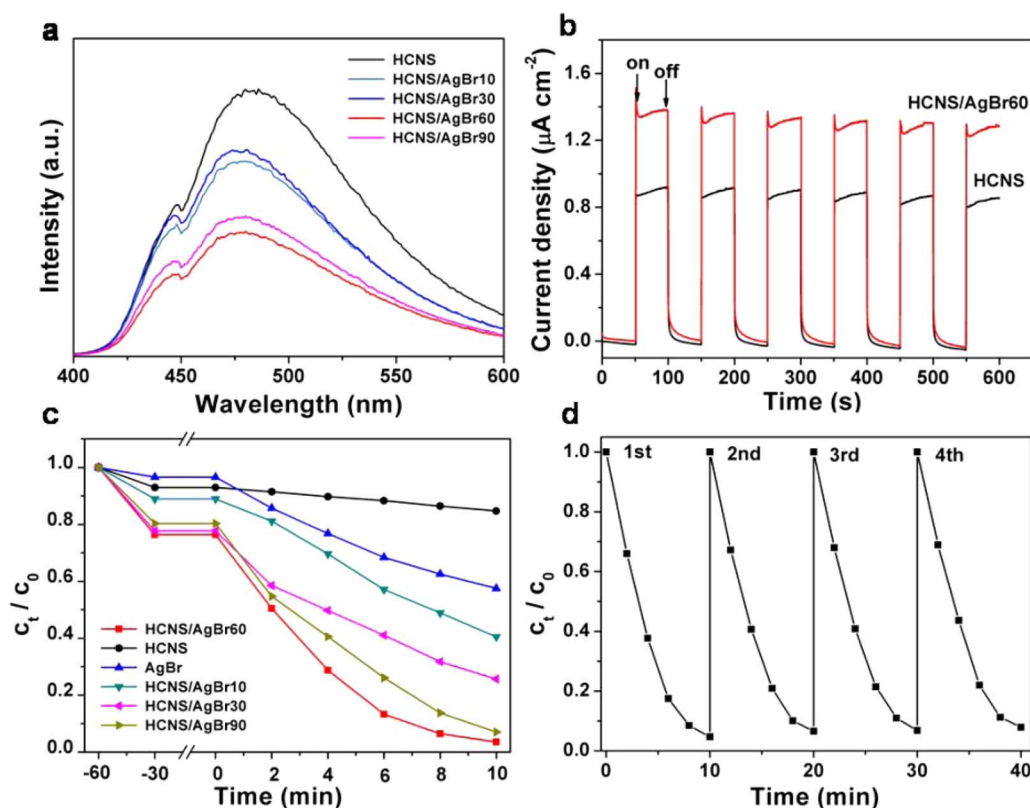 a
HCNS
HCNS/AgBr10
HCNS/AgBr30
HCNS/AgBr60
HCNS/AgBr90
Intensity (a.u.)
400 450 500 550 600
Wavelength (nm)
b
on
off
HCNS/AgBr60
HCNS
Current density (μA cm⁻²)
1.6
1.2
0.8
0.4
0.0
0 100 200 300 400 500 600
Time (s)
c
1.0
0.8
0.6
0.4
0.2
0.0
cₜ / c₀
HCNS/AgBr60
HCNS
AgBr
HCNS/AgBr10
HCNS/AgBr30
HCNS/AgBr90
-60 -30 0 2 4 6 8 10
Time (min)
d
1st 2nd 3rd 4th
1.0
0.8
0.6
0.4
0.2
0.0
cₜ / c₀
0 10 20 30 40
Time (min)